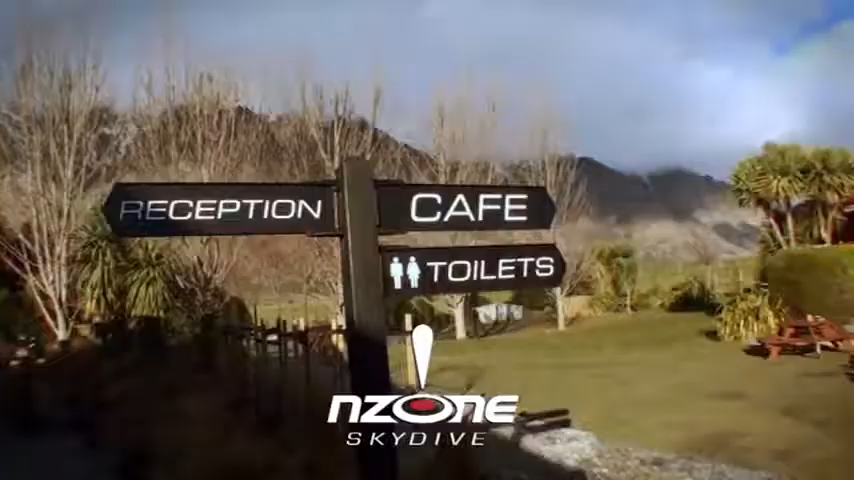 RECEPTION
CAFE
TOILETS
NZONE
SKYDIVE